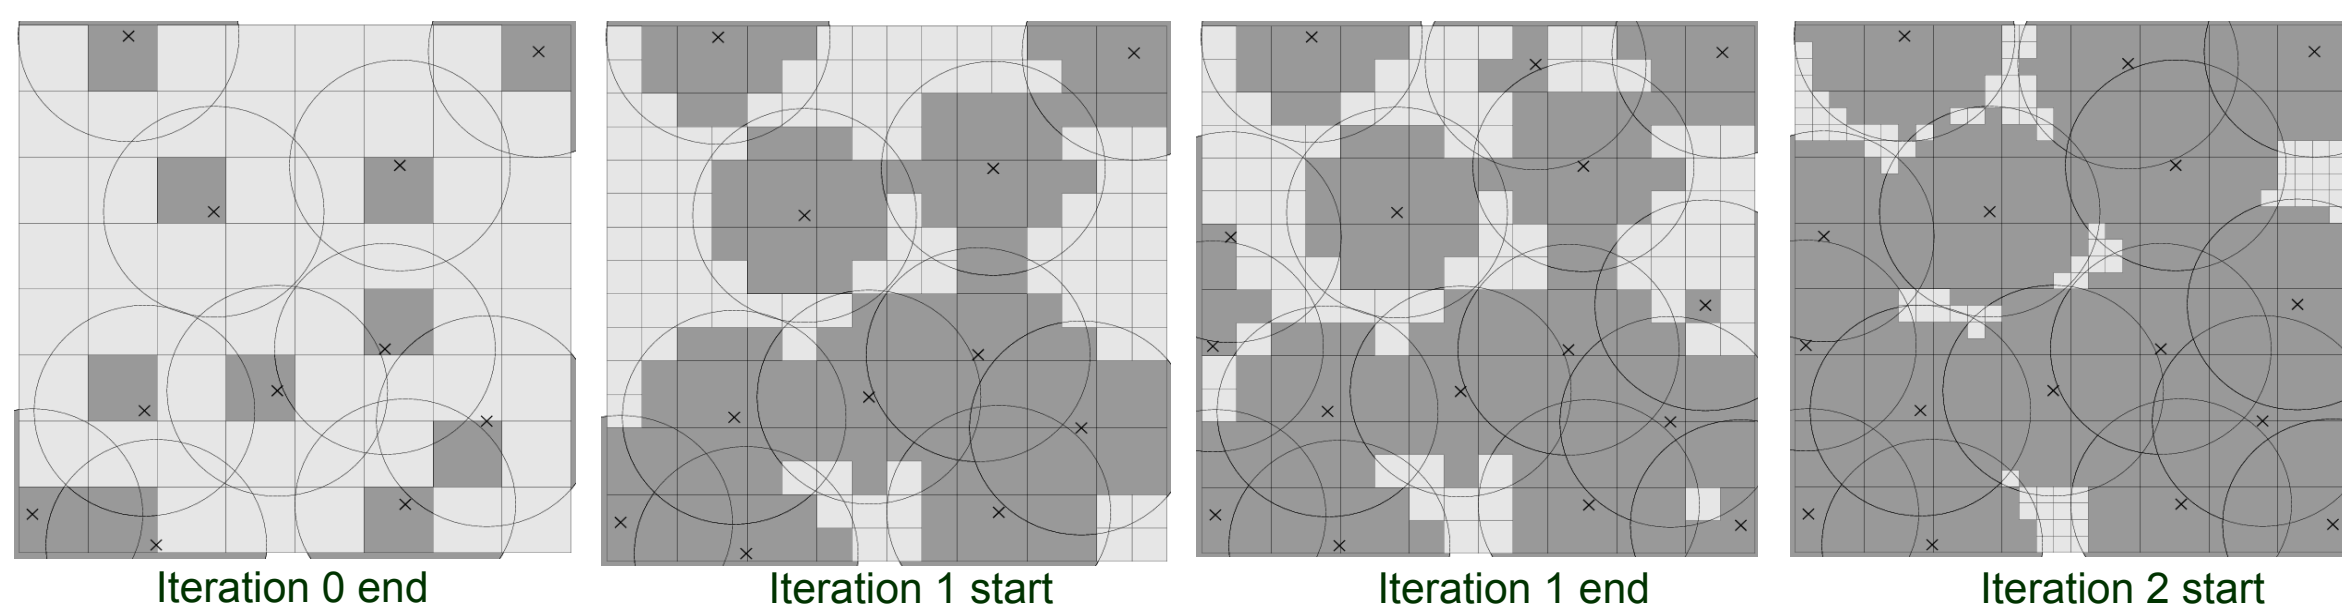 Iteration 0 end
Iteration 1 start
Iteration 1 end
Iteration 2 start